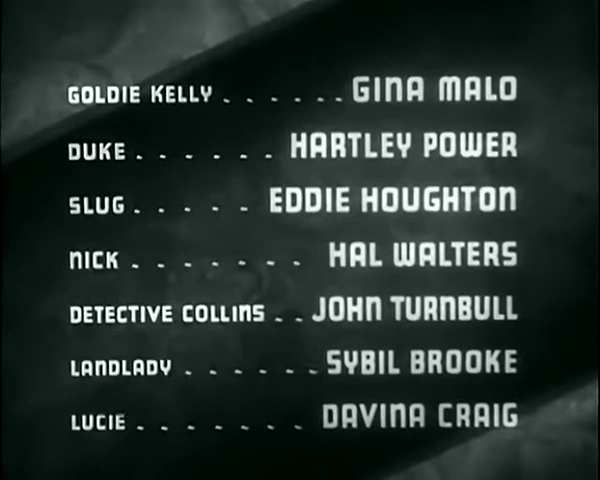 GOLDIE KELLY . . . . . . GINA MALO
DUKE . . . . . . HARTLEY POWER
SLUG . . . . . EDDIE HOUGHTON
NICK . . . . . . . HAL WALTERS
DETECTIVE COLLINS . . JOHN TURNBULL
LANDLADY . . . . . . SYBIL BROOKE
LUCIE . . . . . . . DAVINA CRAIG